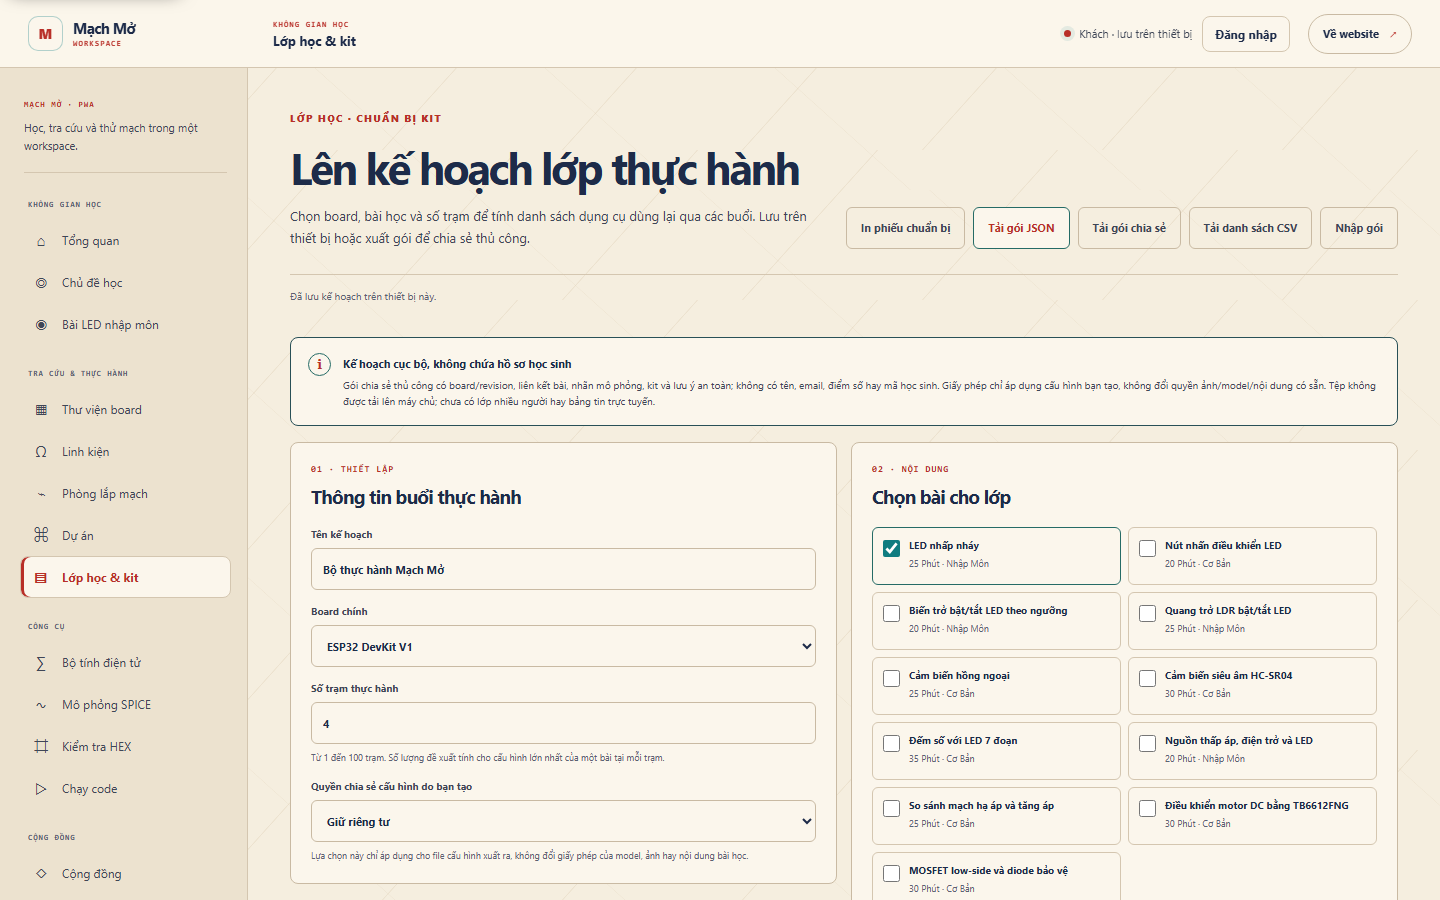 M
Mạch Mở
WORKSPACE
KHÔNG GIAN HỌC
Lớp học & kit
Khách · lưu trên thiết bị
Đăng nhập
Về website ↗
MẠCH MỞ · PWA
Học, tra cứu và thử mạch trong một
workspace.
KHÔNG GIAN HỌC
Tổng quan
Chủ đề học
Bài LED nhập môn
TRA CỨU & THỰC HÀNH
Thư viện board
Linh kiện
Phòng lắp mạch
Dự án
Lớp học & kit
CÔNG CỤ
Bộ tính điện tử
Mô phỏng SPICE
Kiểm tra HEX
Chạy code
CỘNG ĐỒNG
Cộng đồng
LỚP HỌC · CHUẨN BỊ KIT
Lên kế hoạch lớp thực hành
Chọn board, bài học và số trạm để tính danh sách dụng cụ dùng lại qua các buổi. Lưu trên
thiết bị hoặc xuất gói để chia sẻ thủ công.
In phiếu chuẩn bị
Tải gói JSON
Tải gói chia sẻ
Tải danh sách CSV
Nhập gói
Đã lưu kế hoạch trên thiết bị này.
i
Kế hoạch cục bộ, không chứa hồ sơ học sinh
Gói chia sẻ thủ công có board/revision, liên kết bài, nhãn mô phỏng, kit và lưu ý an toàn; không có tên, email, điểm số hay mã học sinh. Giấy phép chỉ áp dụng cấu hình bạn tạo, không đổi quyền ảnh/model/nội dung có sẵn. Tệp không
được tải lên máy chủ; chưa có lớp nhiều người hay bảng tin trực tuyến.
01 · THIẾT LẬP
Thông tin buổi thực hành
Tên kế hoạch
Bộ thực hành Mạch Mở
Board chính
ESP32 DevKit V1
Số trạm thực hành
4
Từ 1 đến 100 trạm. Số lượng đề xuất tính cho cấu hình lớn nhất của một bài tại mỗi trạm.
Quyền chia sẻ cấu hình do bạn tạo
Giữ riêng tư
Lựa chọn này chỉ áp dụng cho file cấu hình xuất ra, không đổi giấy phép của model, ảnh hay nội dung bài học.
02 · NỘI DUNG
Chọn bài cho lớp
LED nhấp nháy
25 Phút · Nhập Môn
Nút nhấn điều khiển LED
20 Phút · Cơ Bản
Biến trở bật/tắt LED theo ngưỡng
20 Phút · Nhập Môn
Quang trở LDR bật/tắt LED
25 Phút · Nhập Môn
Cảm biến hồng ngoại
25 Phút · Cơ Bản
Cảm biến siêu âm HC-SR04
30 Phút · Cơ Bản
Đếm số với LED 7 đoạn
35 Phút · Cơ Bản
Nguồn thấp áp, điện trở và LED
20 Phút · Nhập Môn
So sánh mạch hạ áp và tăng áp
25 Phút · Cơ Bản
Điều khiển motor DC bằng TB6612FNG
30 Phút · Cơ Bản
MOSFET low-side và diode bảo vệ
30 Phút · Cơ Bản